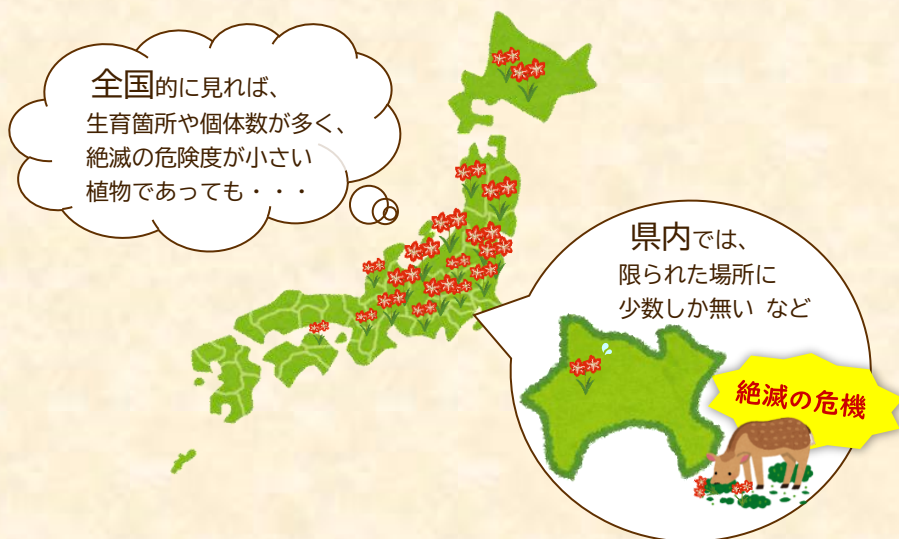 全国的に見れば、
生育箇所や個体数が多く、
絶滅の危険度が小さい
植物であっても・・・
県内では、
限られた場所に
少数しか無い など
絶滅の危機